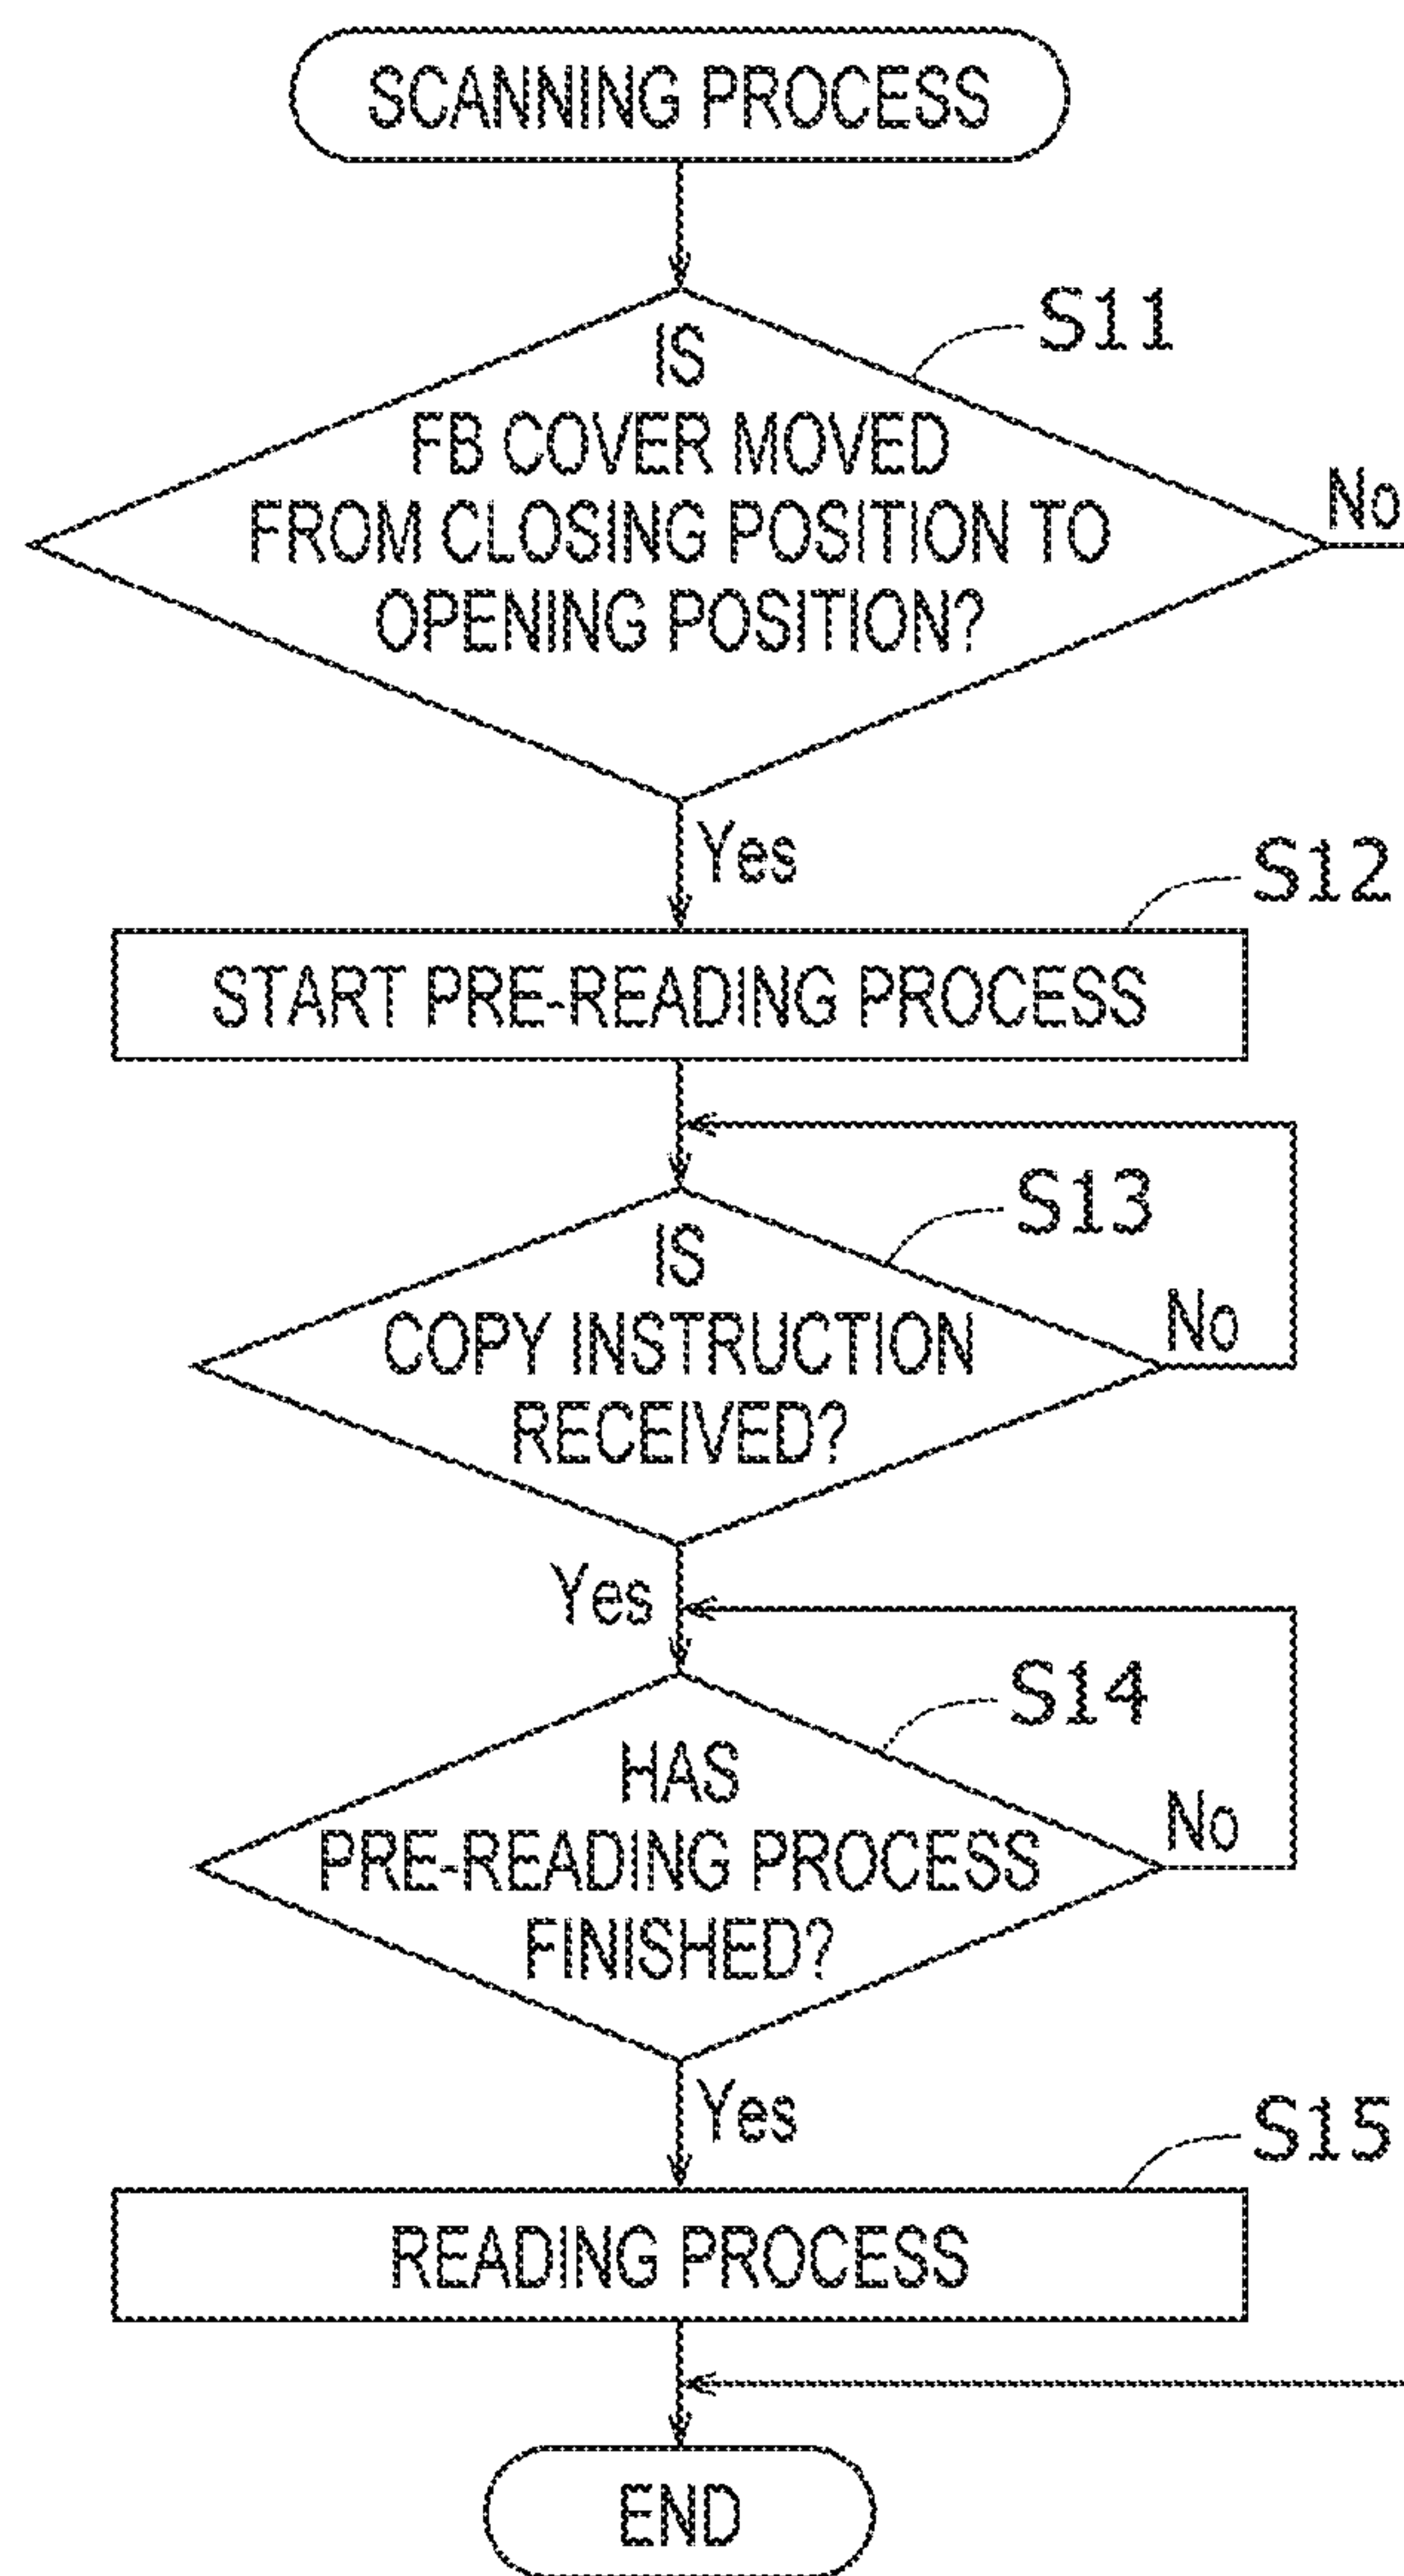 SCANNING PROCESS
S11
IS
FB COVER MOVED
FROM CLOSING POSITION TO
OPENING POSITION?
No
Yes
S12
START PRE-READING PROCESS
S13
IS
COPY INSTRUCTION
RECEIVED?
No
Yes
S14
HAS
PRE-READING PROCESS
FINISHED?
No
Yes
S15
READING PROCESS
END